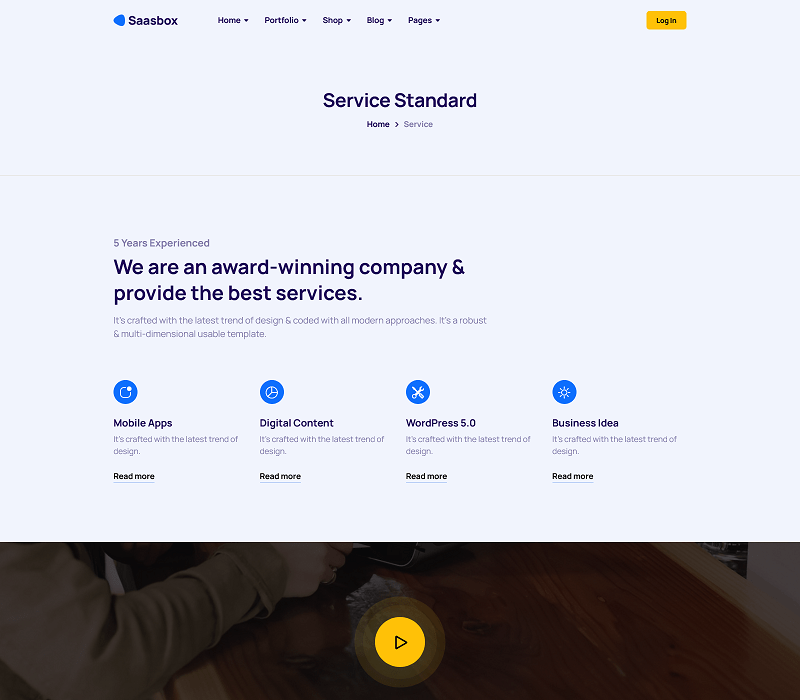 Saasbox Home Portfolio Shop Blog Pages Log In
Service Standard
Home > Service
5 Years Experienced
We are an award-winning company &
provide the best services.
It's crafted with the latest trend of design & coded with all modern approaches. It's a robust
& multi-dimensional usable template.
Mobile Apps
It's crafted with the latest trend of
design.
Read more
Digital Content
It's crafted with the latest trend of
design.
Read more
WordPress 5.0
It's crafted with the latest trend of
design.
Read more
Business Idea
It's crafted with the latest trend of
design.
Read more